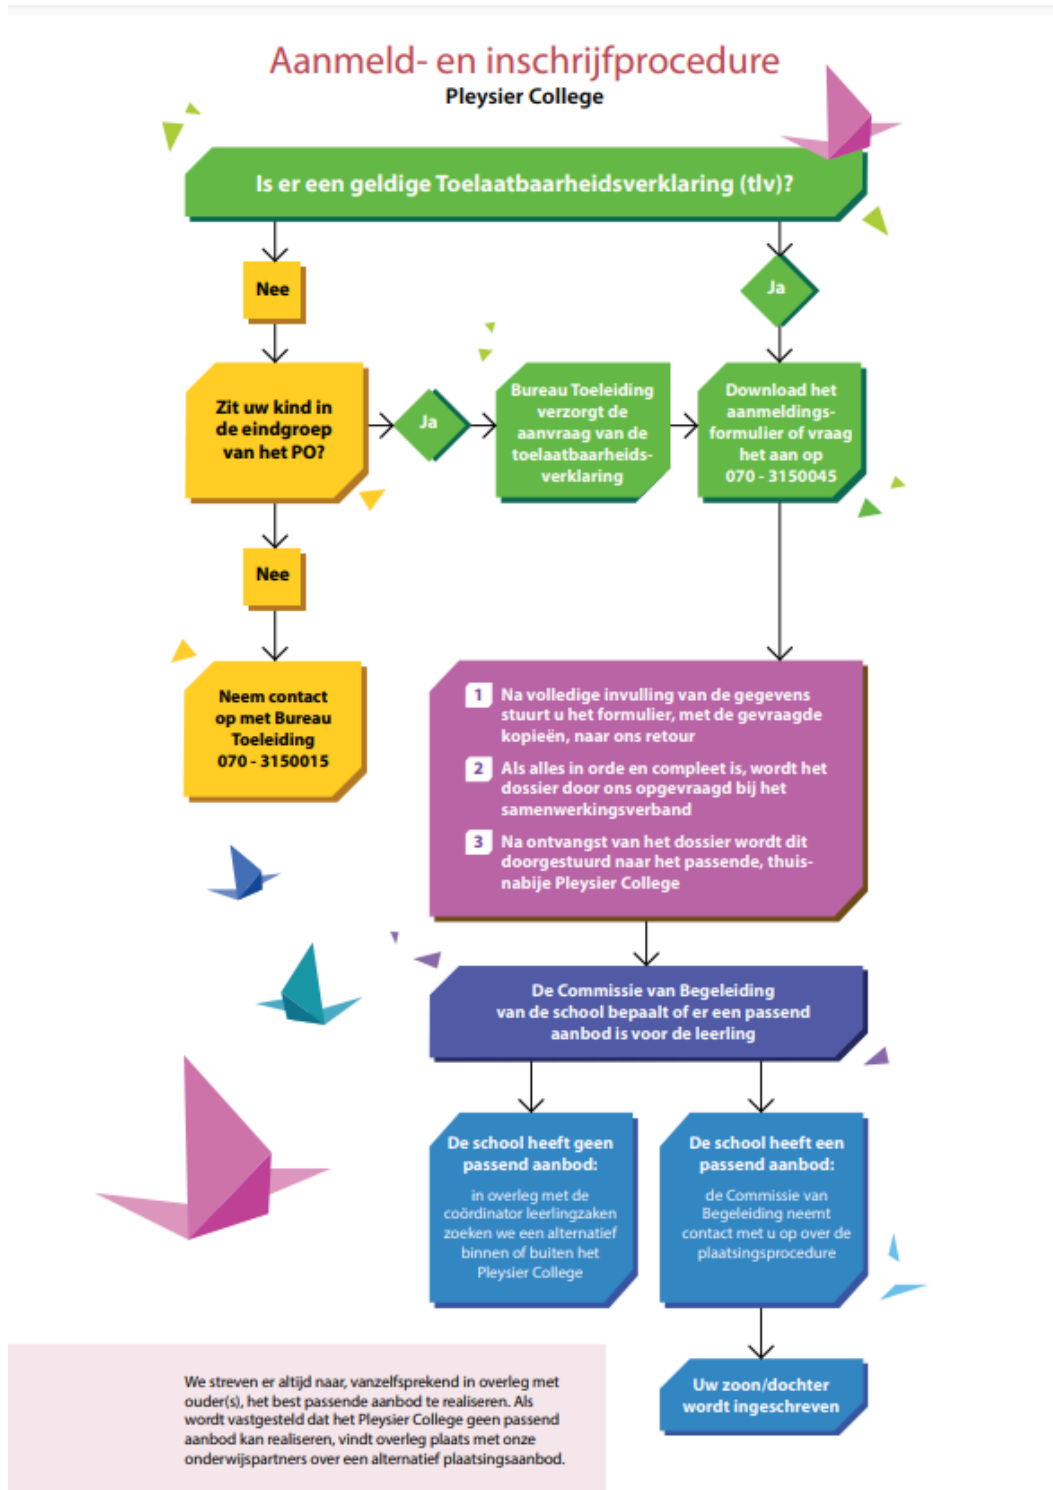 Aanmeld- en inschrijfprocedure
Pleysier College
Is er een geldige Toelaatbaarheidsverklaring (tlv)?
Nee
Ja
Zit uw kind in
de eindgroep
van het PO?
Ja
Bureau Toeleiding
verzorgt de
aanvraag van de
toelaatbaarheids-
verklaring
Download het
aanmeldings-
formulier of vraag
het aan op
070 - 3150045
Nee
Neem contact
op met Bureau
Toeleiding
070 - 3150015
1 Na volledige invulling van de gegevens
stuurt u het formulier, met de gevraagde
kopieën, naar ons retour
2 Als alles in orde en compleet is, wordt het
dossier door ons opgevraagd bij het
samenwerkingsverband
3 Na ontvangst van het dossier wordt dit
doorgestuurd naar het passende, thuis-
nabije Pleysier College
De Commissie van Begeleiding
van de school bepaalt of er een passend
aanbod is voor de leerling
De school heeft geen
passend aanbod:
in overleg met de
coördinator leerlingzaken
zoeken we een alternatief
binnen of buiten het
Pleysier College
De school heeft een
passend aanbod:
de Commissie van
Begeleiding neemt
contact met u op over de
plaatsingsprocedure
Uw zoon/dochter
wordt ingeschreven
We streven er altijd naar, vanzelfsprekend in overleg met
ouder(s), het best passende aanbod te realiseren. Als
wordt vastgesteld dat het Pleysier College geen passend
aanbod kan realiseren, vindt overleg plaats met onze
onderwijspartners over een alternatief plaatsingsaanbod.